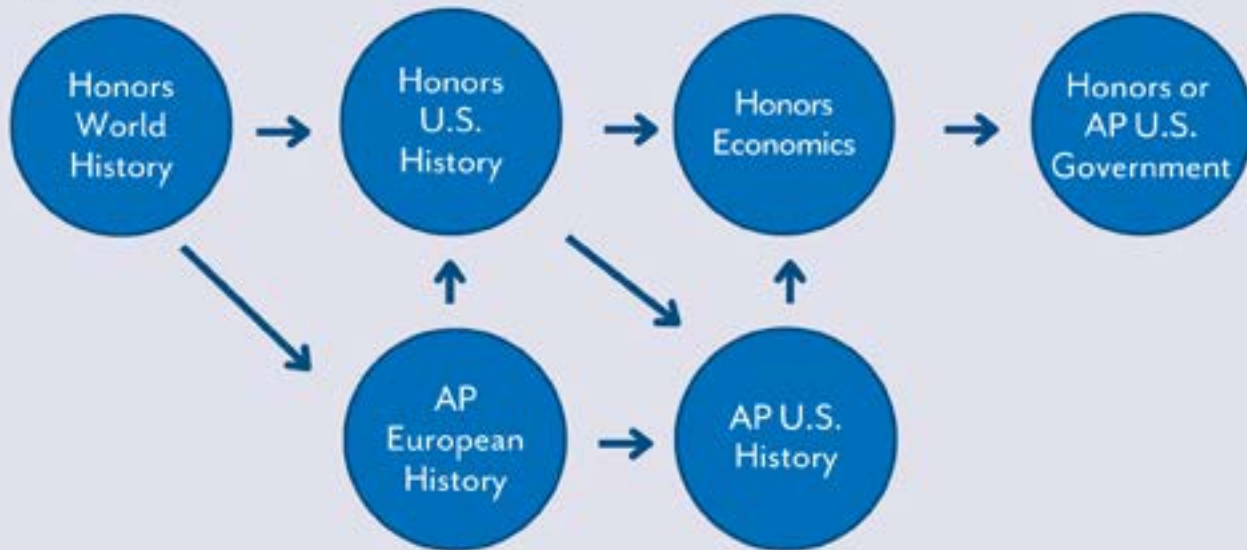 Honors
World
History
Honors
U.S.
History
Honors
Economics
Honors or
AP U.S.
Government
AP
European
History
AP U.S.
History